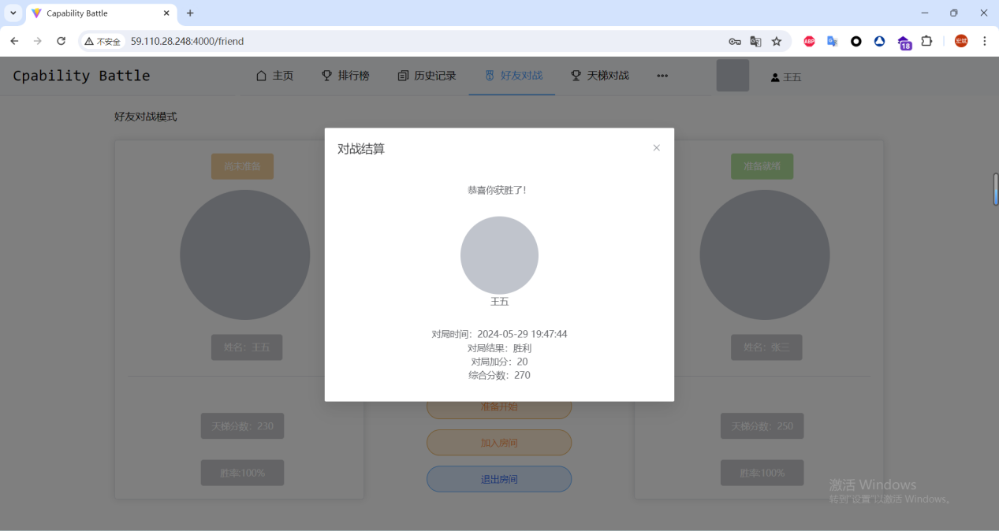 Capability Battle
不安全
59.110.28.248:4000/friend
ABP
18
宏斌
Cpability Battle
主页
排行榜
历史记录
好友对战
天梯对战
王五
好友对战模式
尚未准备
准备就绪
对战结算
恭喜你获胜了!
王五
对局时间：2024-05-29 19:47:44
对局结果：胜利
对局加分：20
综合分数：270
姓名：王五
姓名：张三
准备开始
天梯分数：230
加入房间
天梯分数：250
胜率:100%
退出房间
胜率:100%
激活 Windows
转到"设置"以激活 Windows。